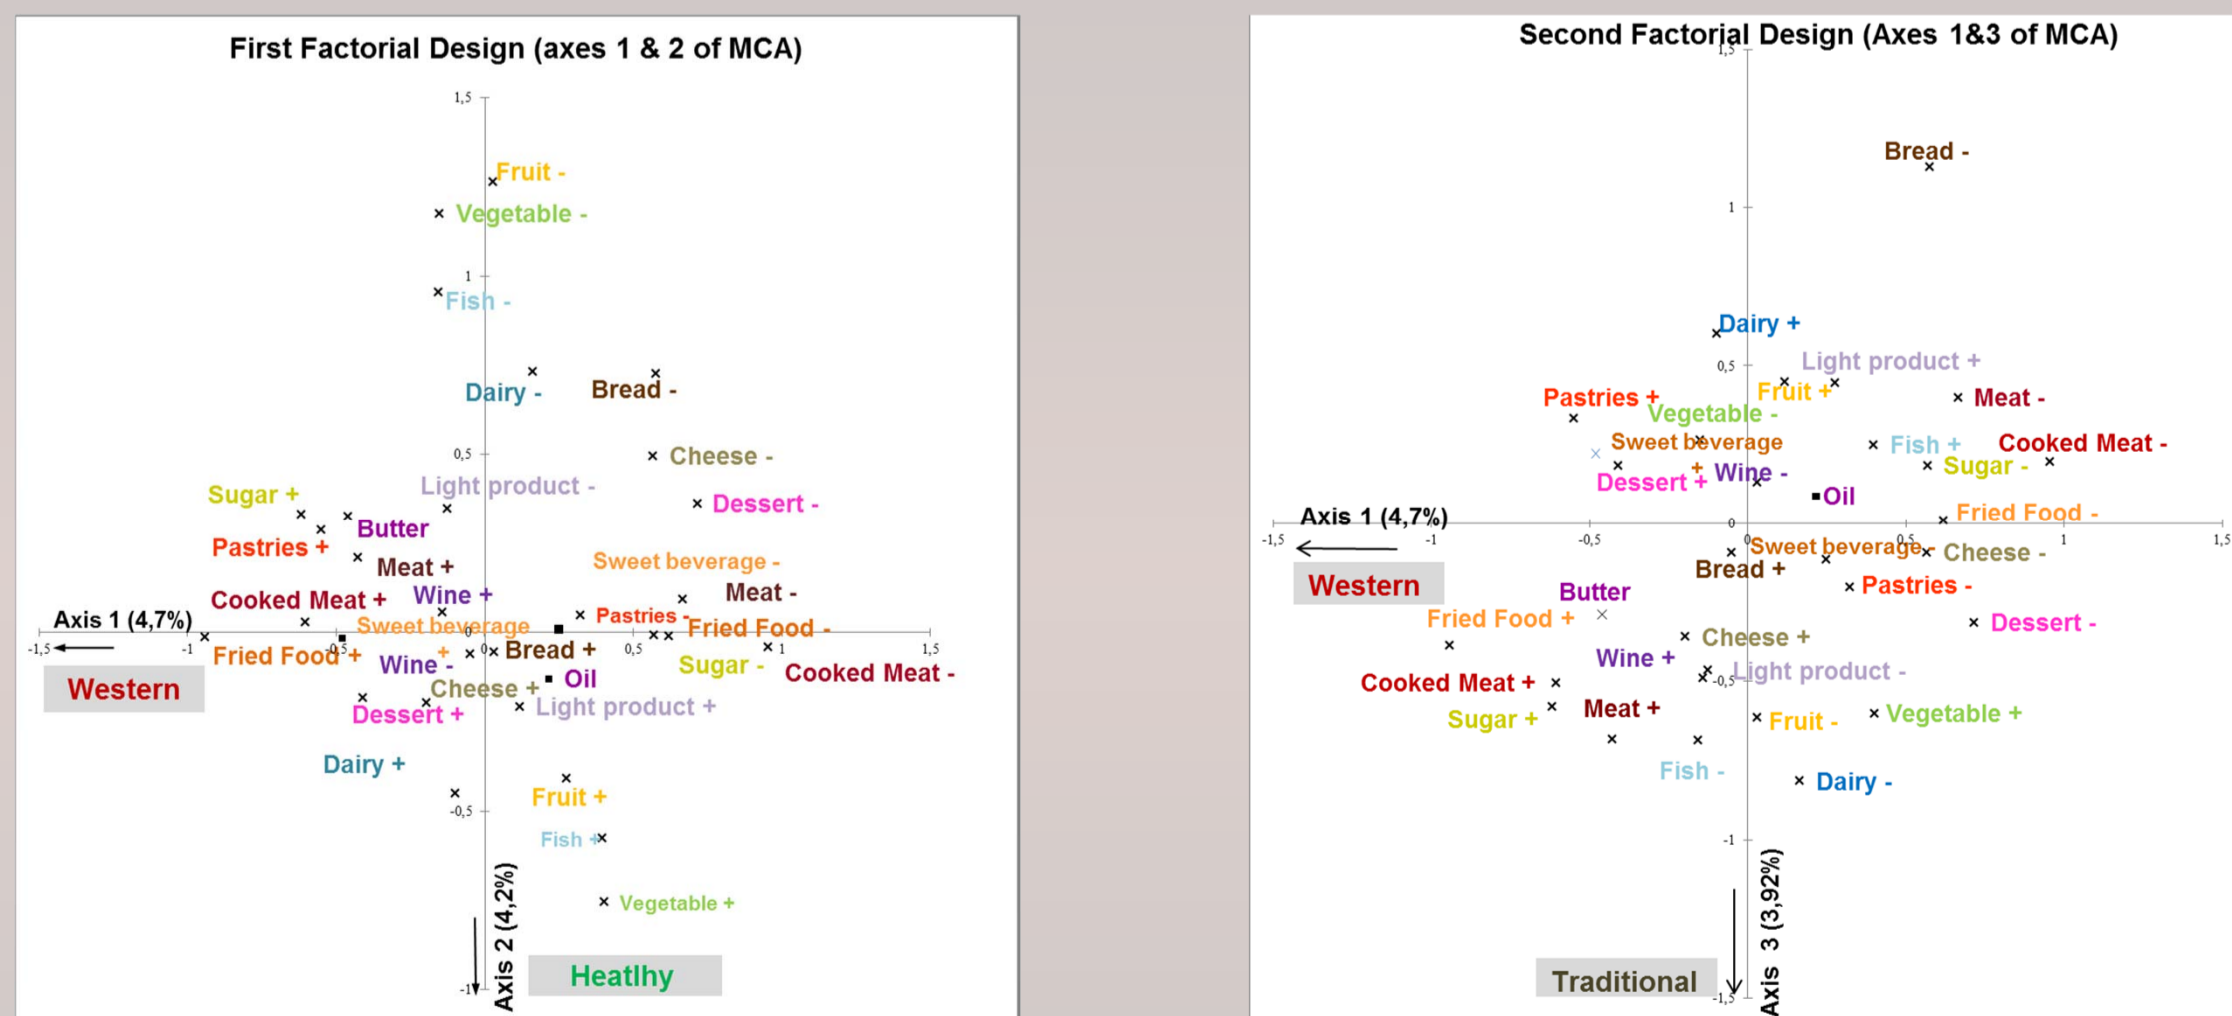 First Factorial Design (axes 1 & 2 of MCA)
1,5
Fruit -
Vegetable -
1
Fish -
Dairy -
Bread -
0,5
Cheese -
Light product -
Sugar +
Dessert -
Butter
Pastries +
Meat +
Sweet beverage -
Cooked Meat +
Wine +
Meat -
Axis 1 (4,7%)
Pastries -
Sweet beverage
+
Fried Food -
-1,5
-1
-0,5
0
0,5
1
1,5
Fried Food +
Wine -
Bread +
Sugar -
Cooked Meat -
Western
Cheese +
Oil
Dessert +
Light product +
Dairy +
Fruit +
-0,5
Fish +
Vegetable +
Axis 2 (4,2%)
Heatlhy
-1
Second Factorial Design (Axes 1&3 of MCA)
1,5
Bread -
1
Dairy +
Light product +
0,5
Pastries +
Fruit +
Meat -
Vegetable -
Sweet beverage
+
Fish +
Cooked Meat -
Wine -
Sugar -
Dessert +
Oil
Axis 1 (4,7%)
Fried Food -
-1,5
-1
-0,5
0
0,5
1
1,5
Sweet beverage -
Cheese -
Bread +
Western
Pastries -
Butter
Fried Food +
Dessert -
Cheese +
Wine +
Light product -
-0,5
Cooked Meat +
Meat +
Sugar +
Fruit -
Vegetable +
Fish -
Dairy -
-1
Axis 3 (3,92%)
Traditional
-1,5